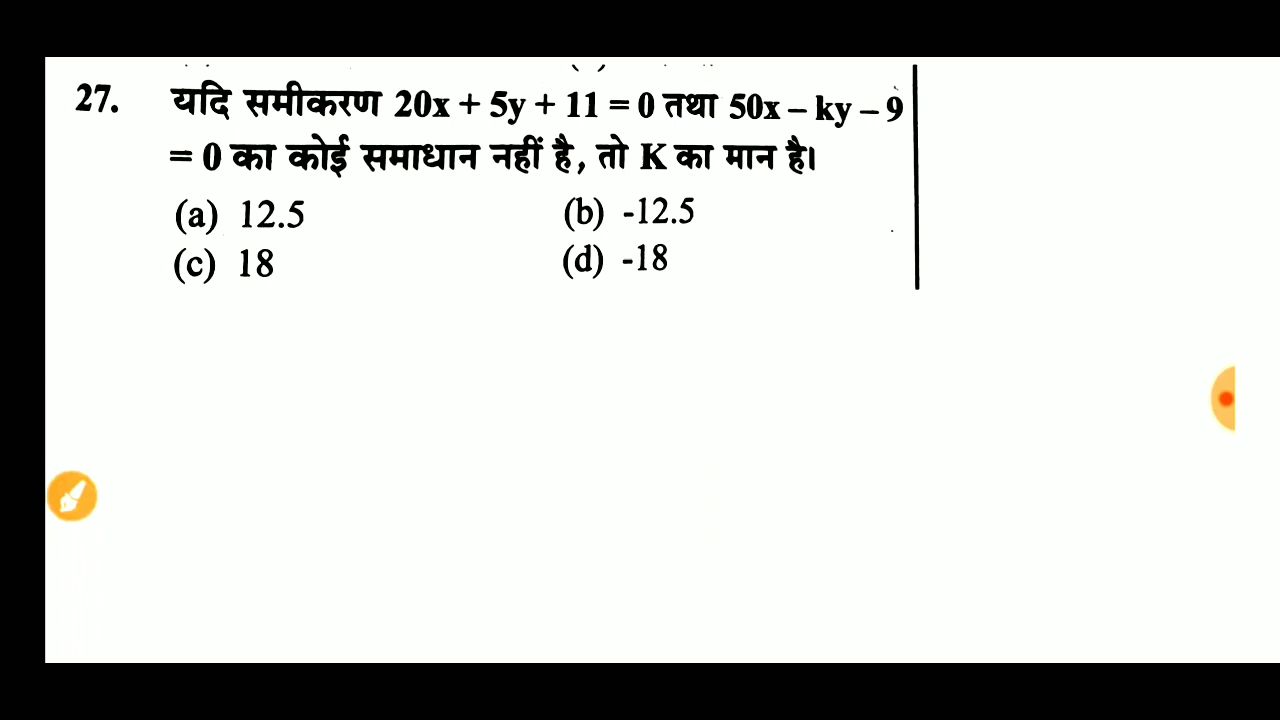 27. यदि समीकरण 20x + 5y + 11 = 0 तथा 50x – ky – 9
= 0 का कोई समाधान नहीं है, तो K का मान है।
(a) 12.5 (b) -12.5
(c) 18 (d) -18